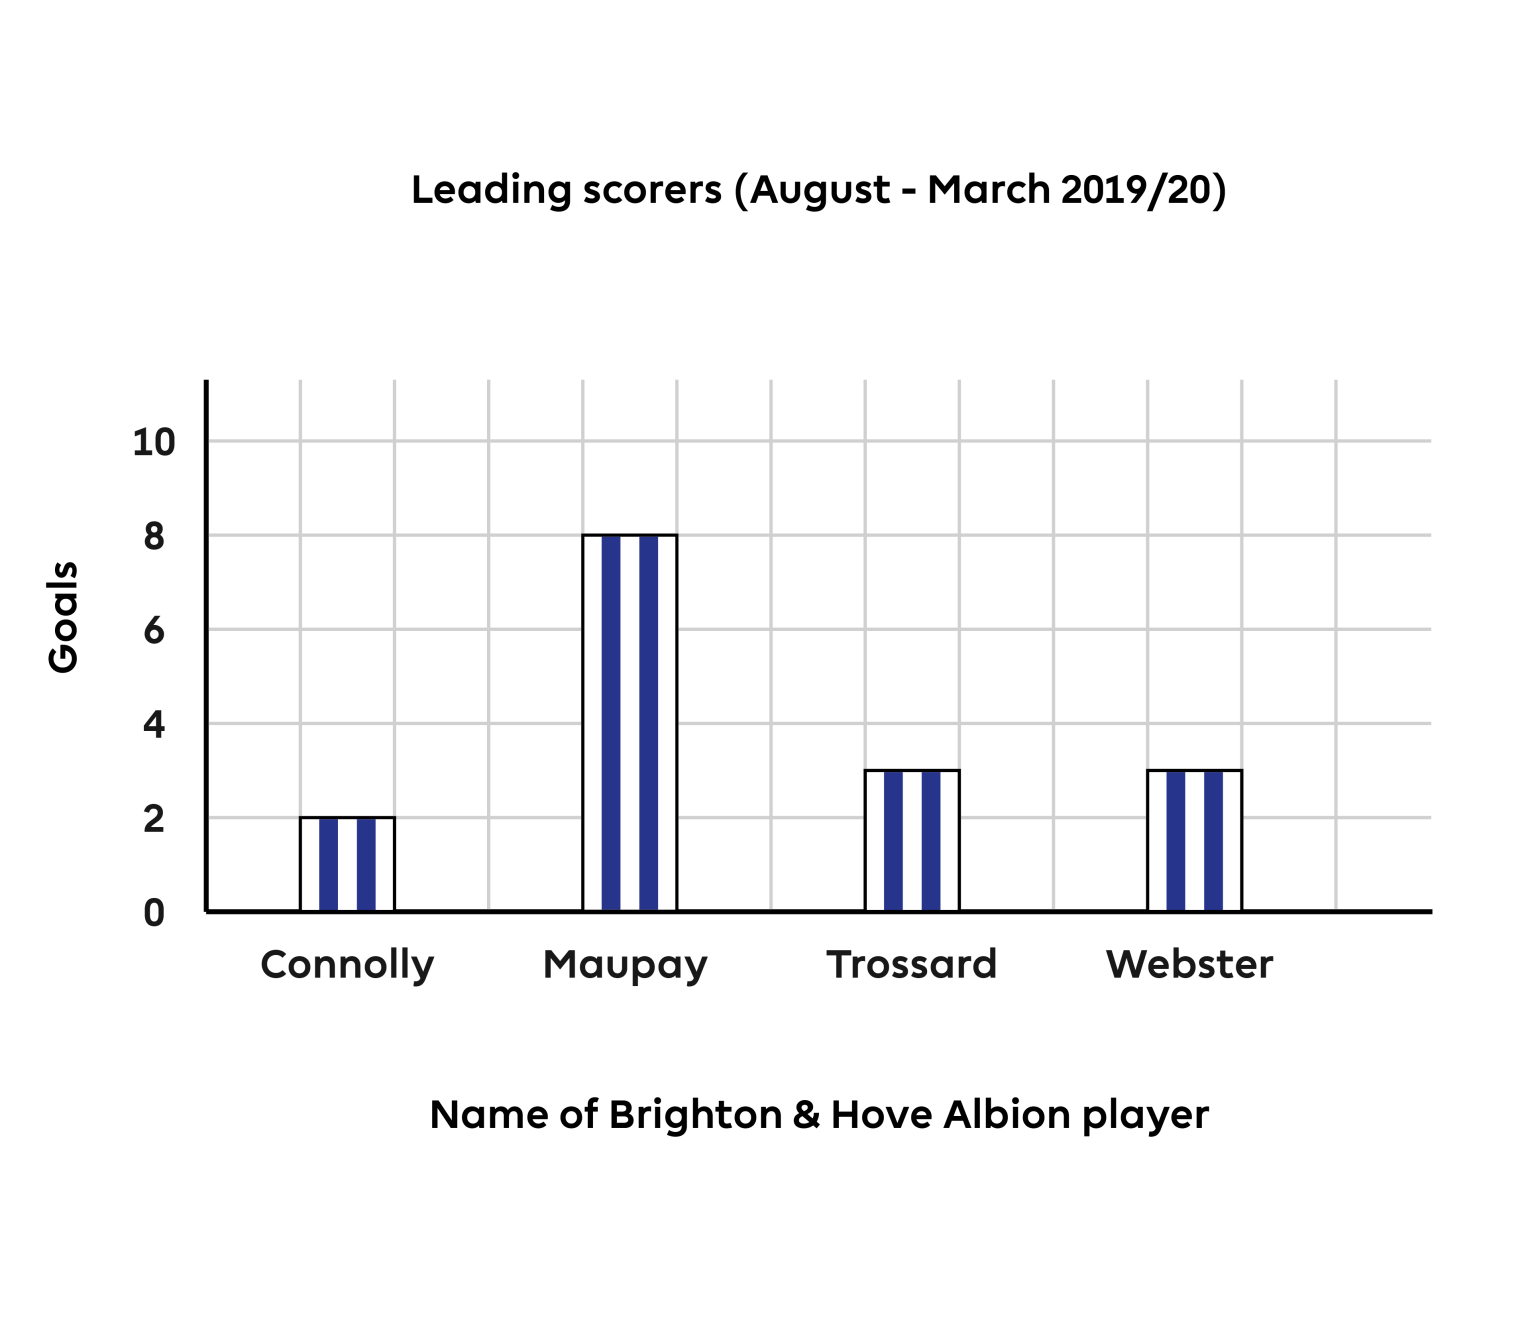 Leading scorers (August - March 2019/20)
Goals
10
8
6
4
2
0
Connolly Maupay Trossard Webster
Name of Brighton & Hove Albion player